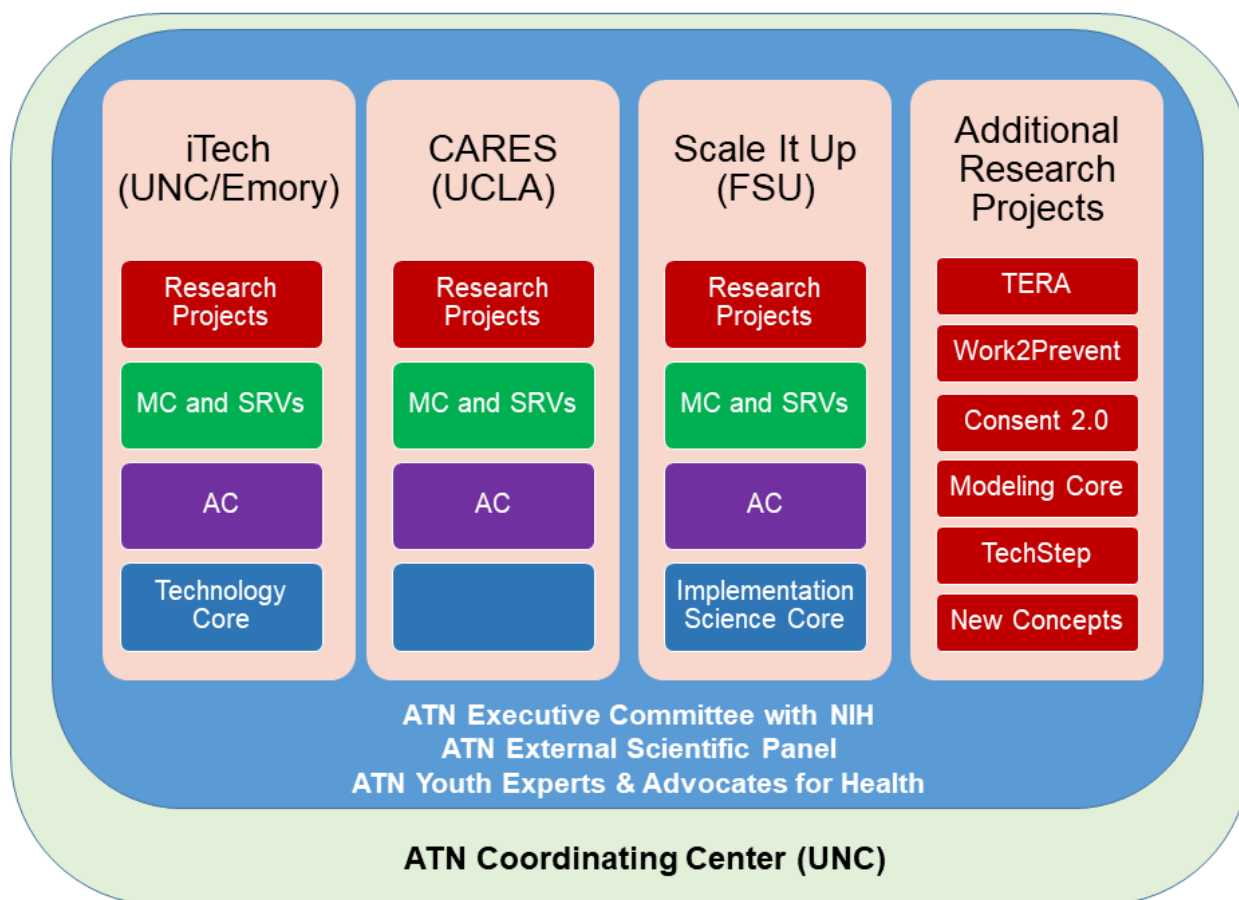 iTech
(UNC/Emory)
Research
Projects
MC and SRVs
AC
Technology
Core
CARES
(UCLA)
Research
Projects
MC and SRVs
AC
Scale It Up
(FSU)
Research
Projects
MC and SRVs
AC
Implementation
Science Core
Additional
Research
Projects
TERA
Work2Prevent
Consent 2.0
Modeling Core
TechStep
New Concepts
ATN Executive Committee with NIH
ATN External Scientific Panel
ATN Youth Experts & Advocates for Health
ATN Coordinating Center (UNC)